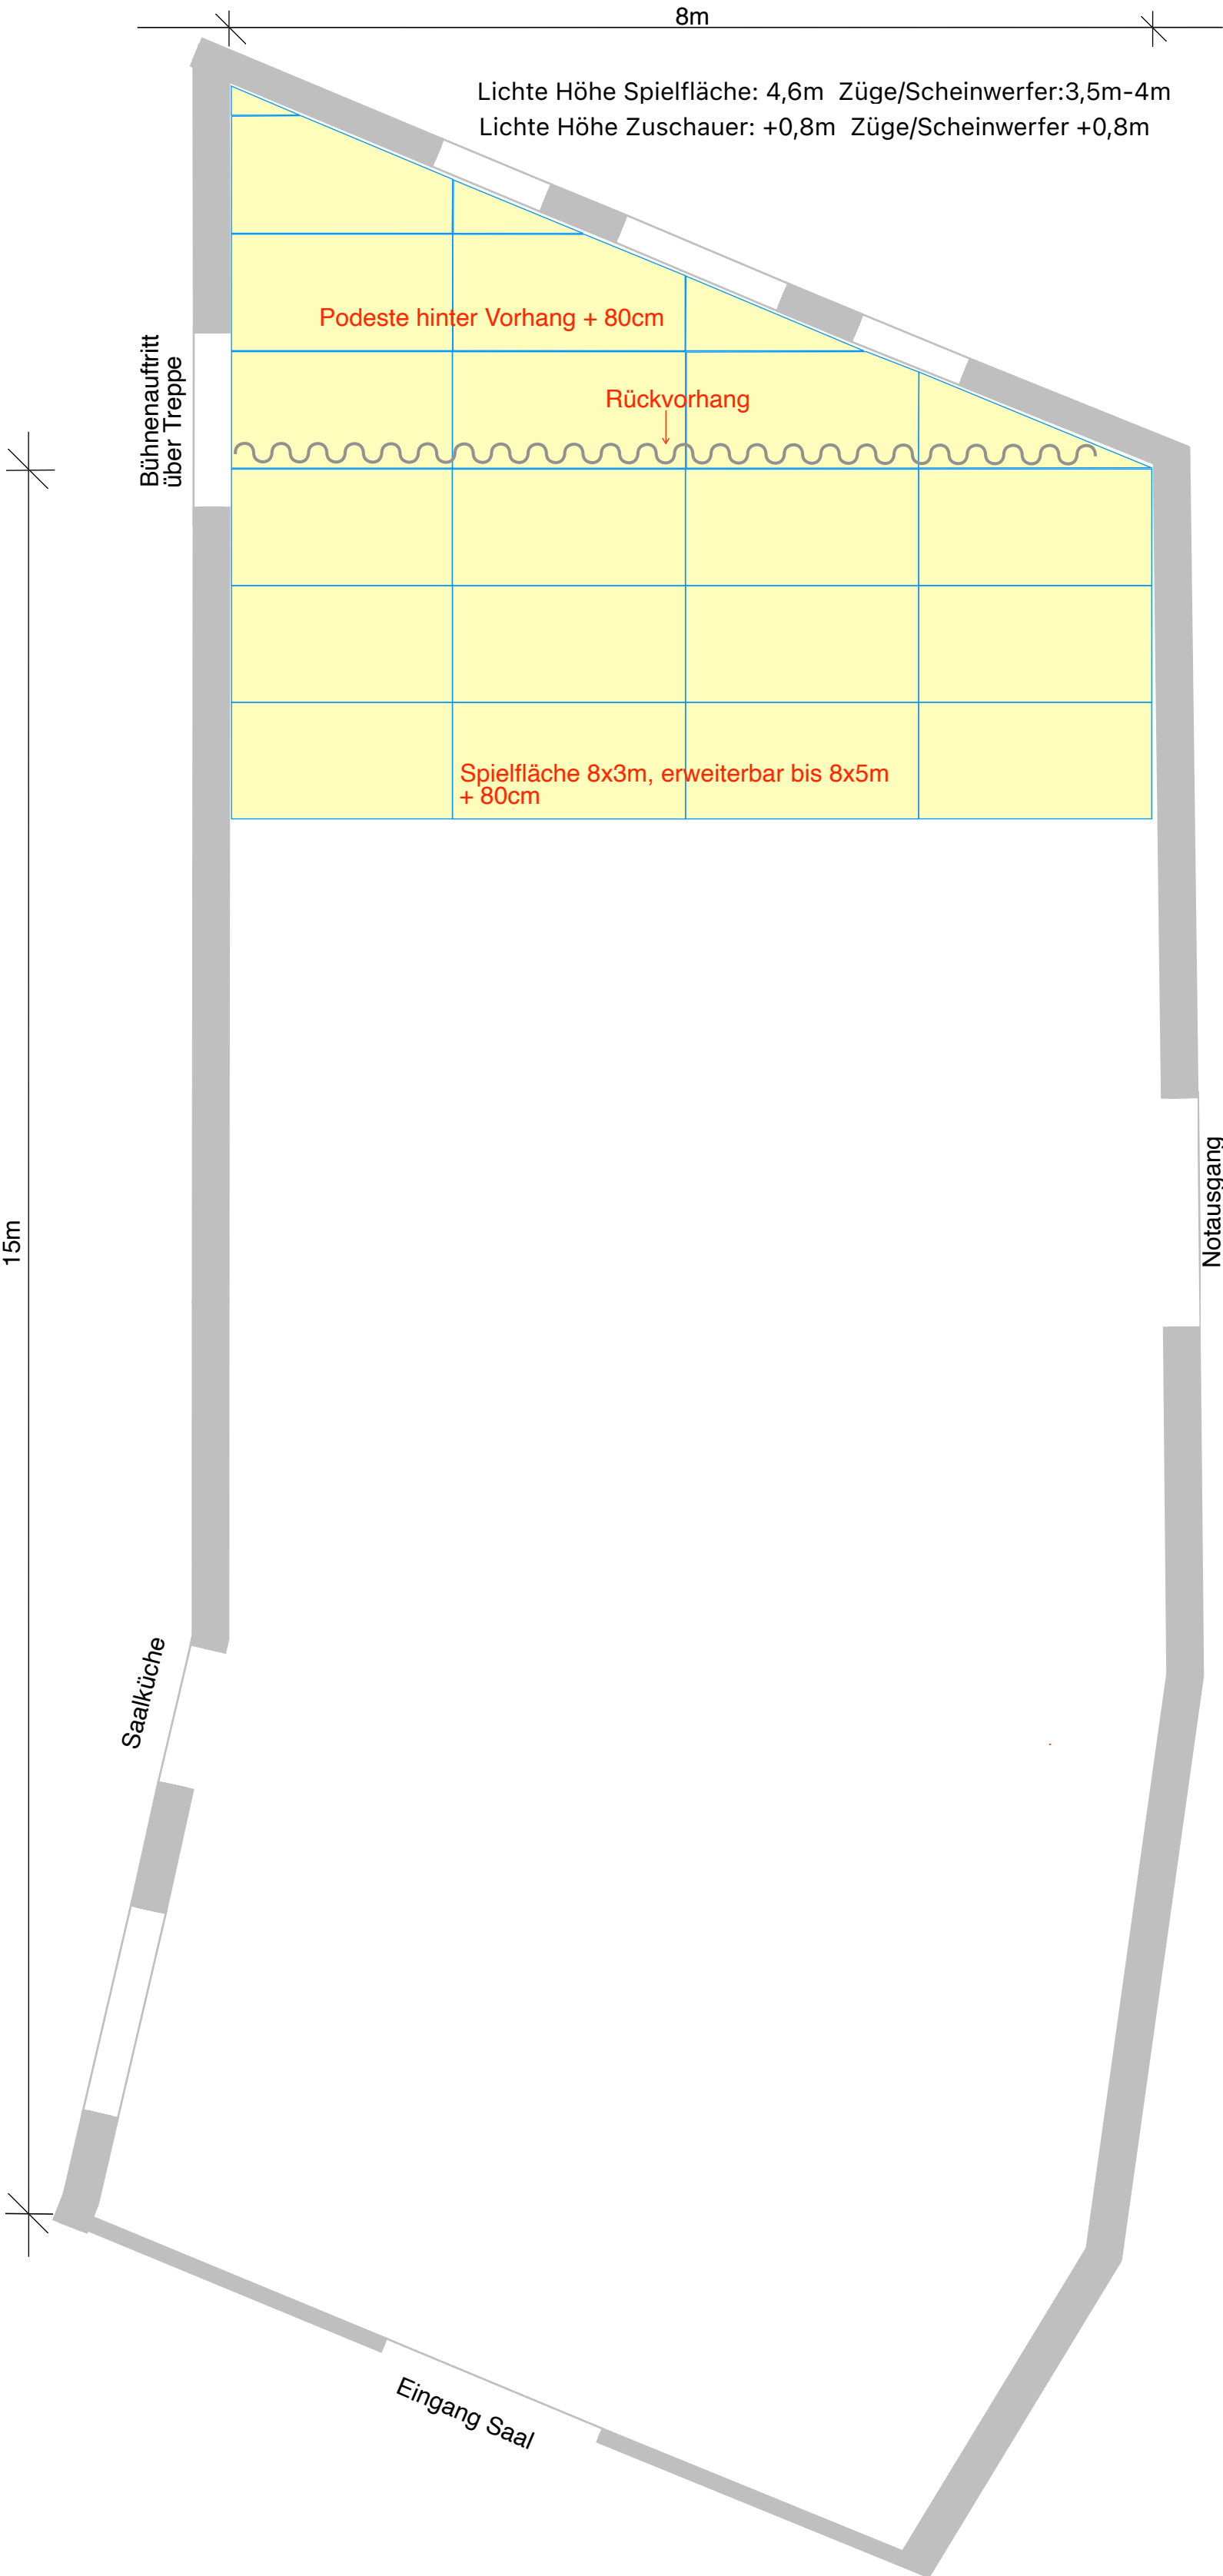 8m
Lichte Höhe Spielfläche: 4,6m  Züge/Scheinwerfer:3,5m-4m
Lichte Höhe Zuschauer: +0,8m  Züge/Scheinwerfer +0,8m
Podeste hinter Vorhang + 80cm
Bühnenauftritt
über Treppe
Rückvorhang
Spielfläche 8x3m, erweiterbar bis 8x5m
+ 80cm
15m
Notausgang
Saalküche
Eingang Saal